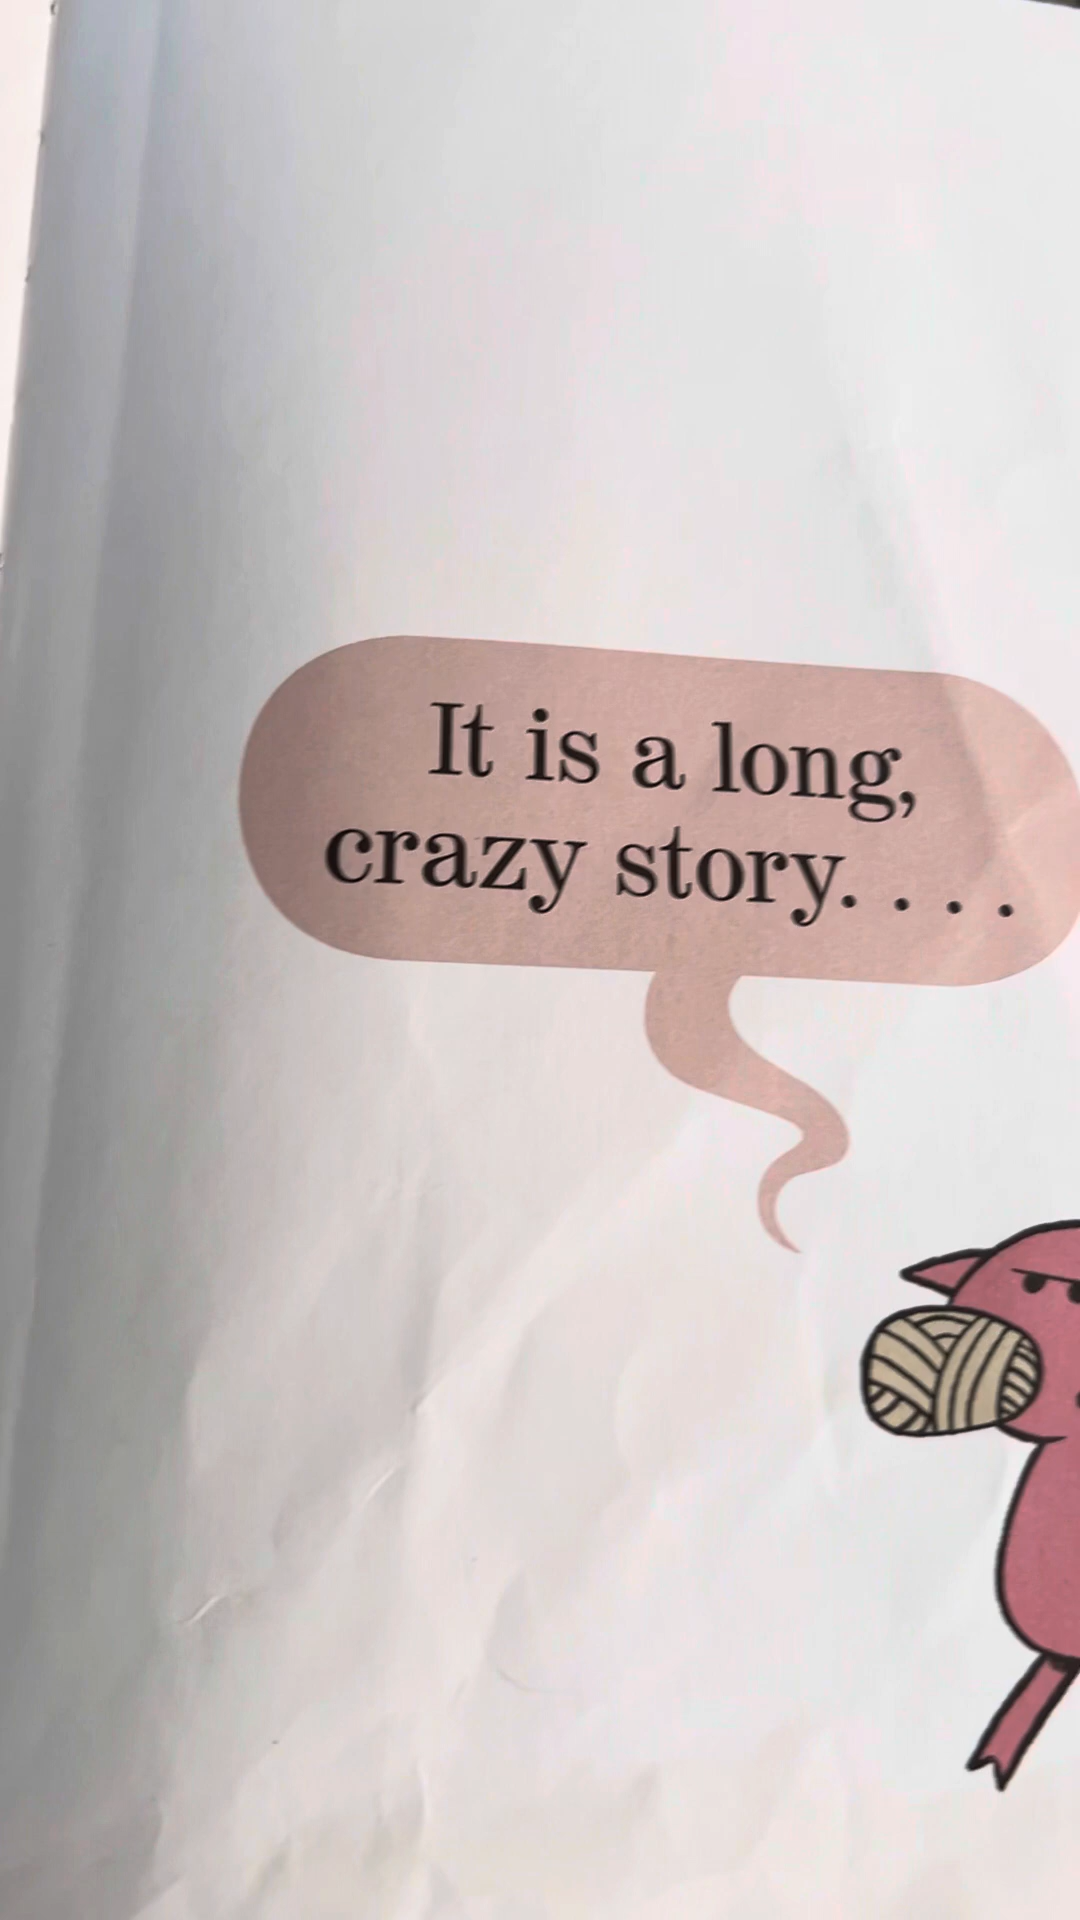 It is a long,
crazy story. . . .